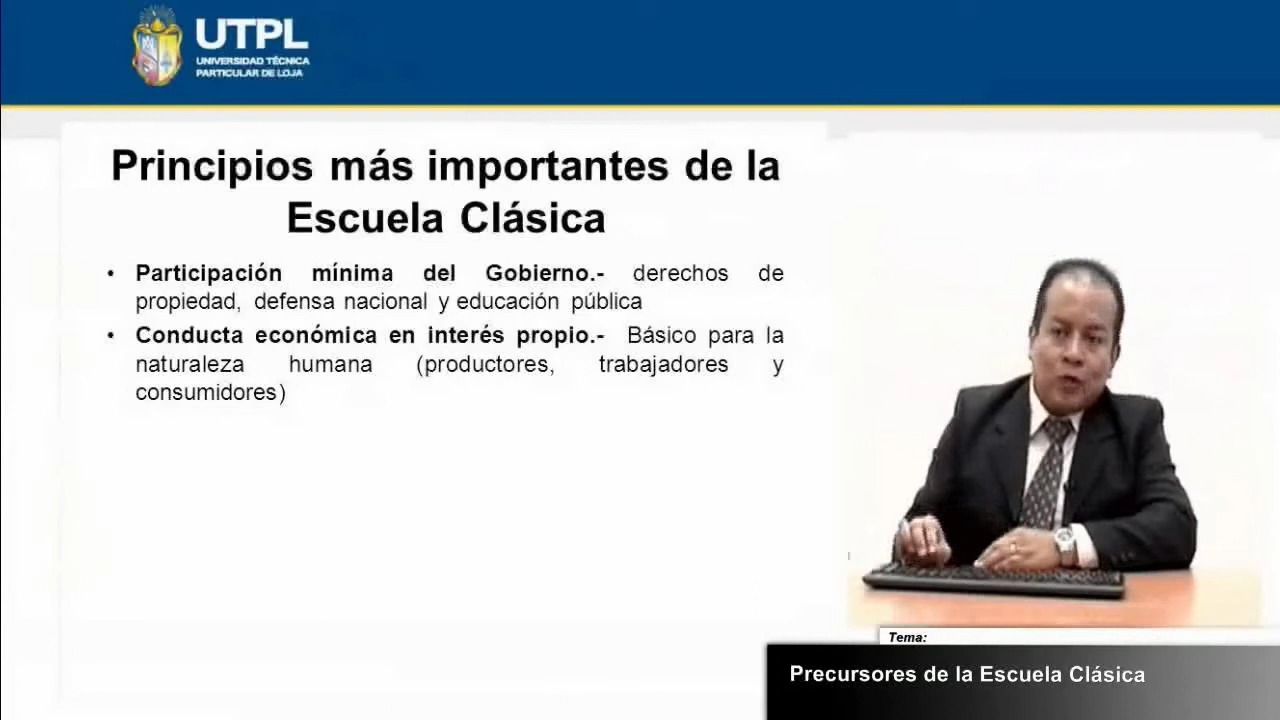 UTPL
UNIVERSIDAD TÉCNICA
PARTICULAR DE LOJA
Principios más importantes de la
Escuela Clásica
• Participación mínima del Gobierno.- derechos de
propiedad, defensa nacional y educación pública
• Conducta económica en interés propio.- Básico para la
naturaleza humana (productores, trabajadores y
consumidores)
Tema:
Precursores de la Escuela Clásica